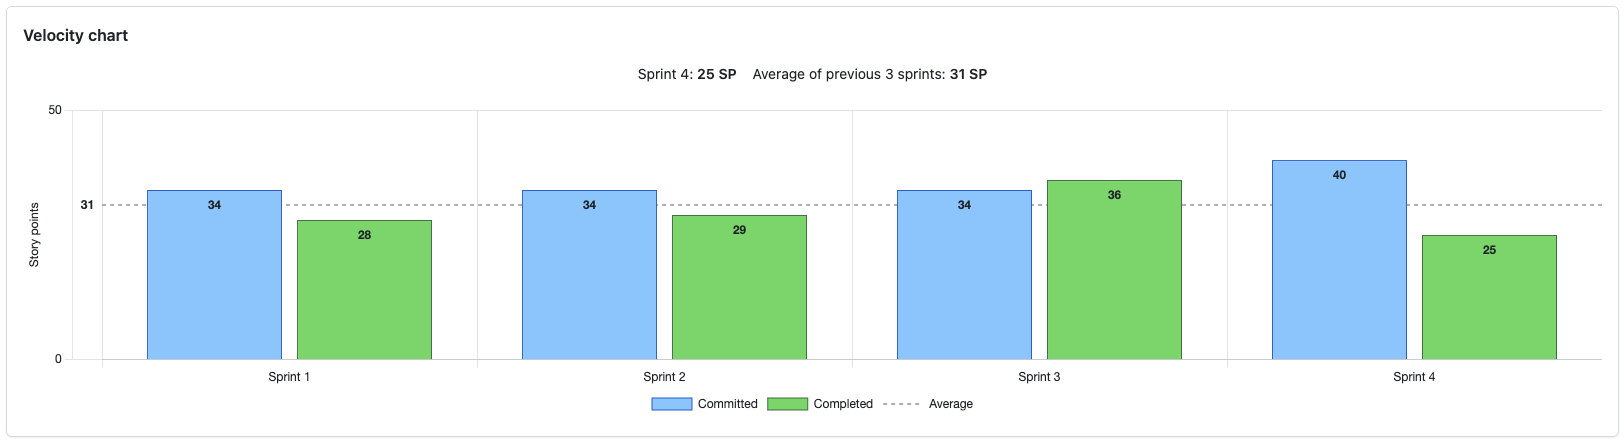 Velocity chart
Sprint 4: 25 SP Average of previous 3 sprints: 31 SP
50
31
0
Story points
34
28
34
29
34
36
40
25
Sprint 1
Sprint 2
Sprint 3
Sprint 4
Committed Completed Average